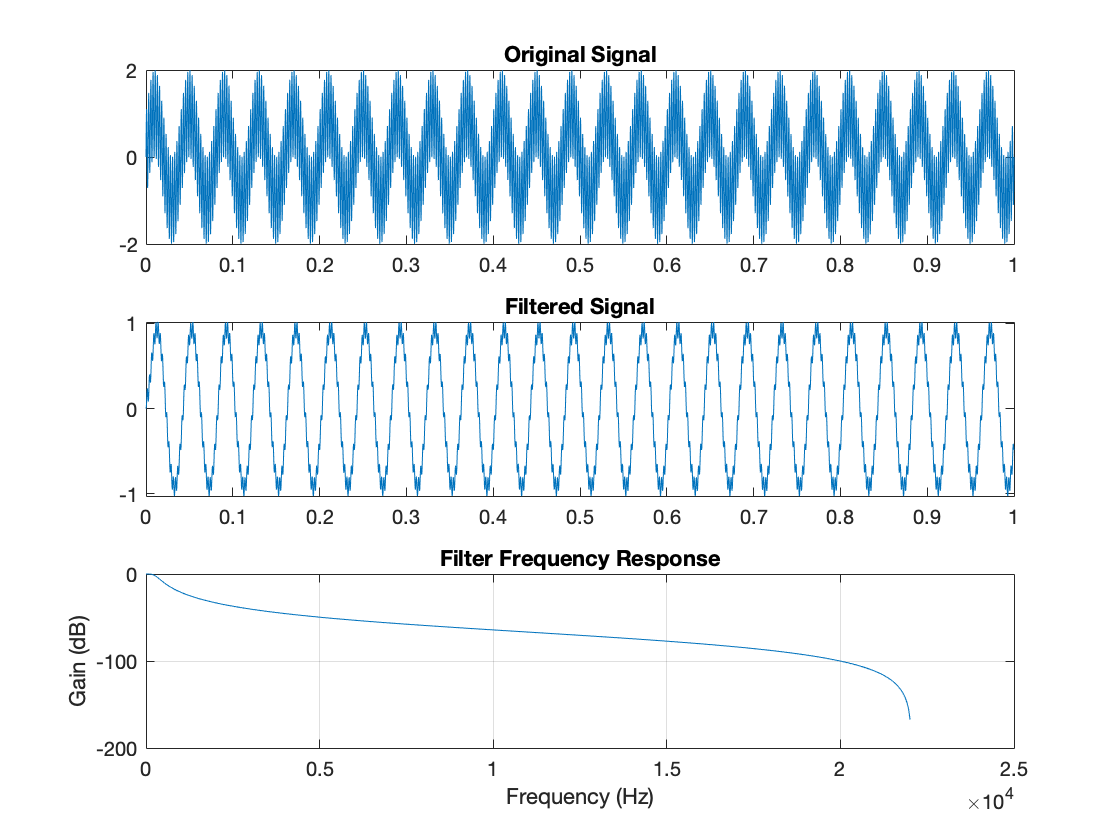 Original Signal
2
0
-2
0 0.1 0.2 0.3 0.4 0.5 0.6 0.7 0.8 0.9 1
Filtered Signal
1
0
-1
0 0.1 0.2 0.3 0.4 0.5 0.6 0.7 0.8 0.9 1
Filter Frequency Response
Gain (dB)
0
-100
-200
0 0.5 1 1.5 2 2.5
Frequency (Hz)
×10⁴